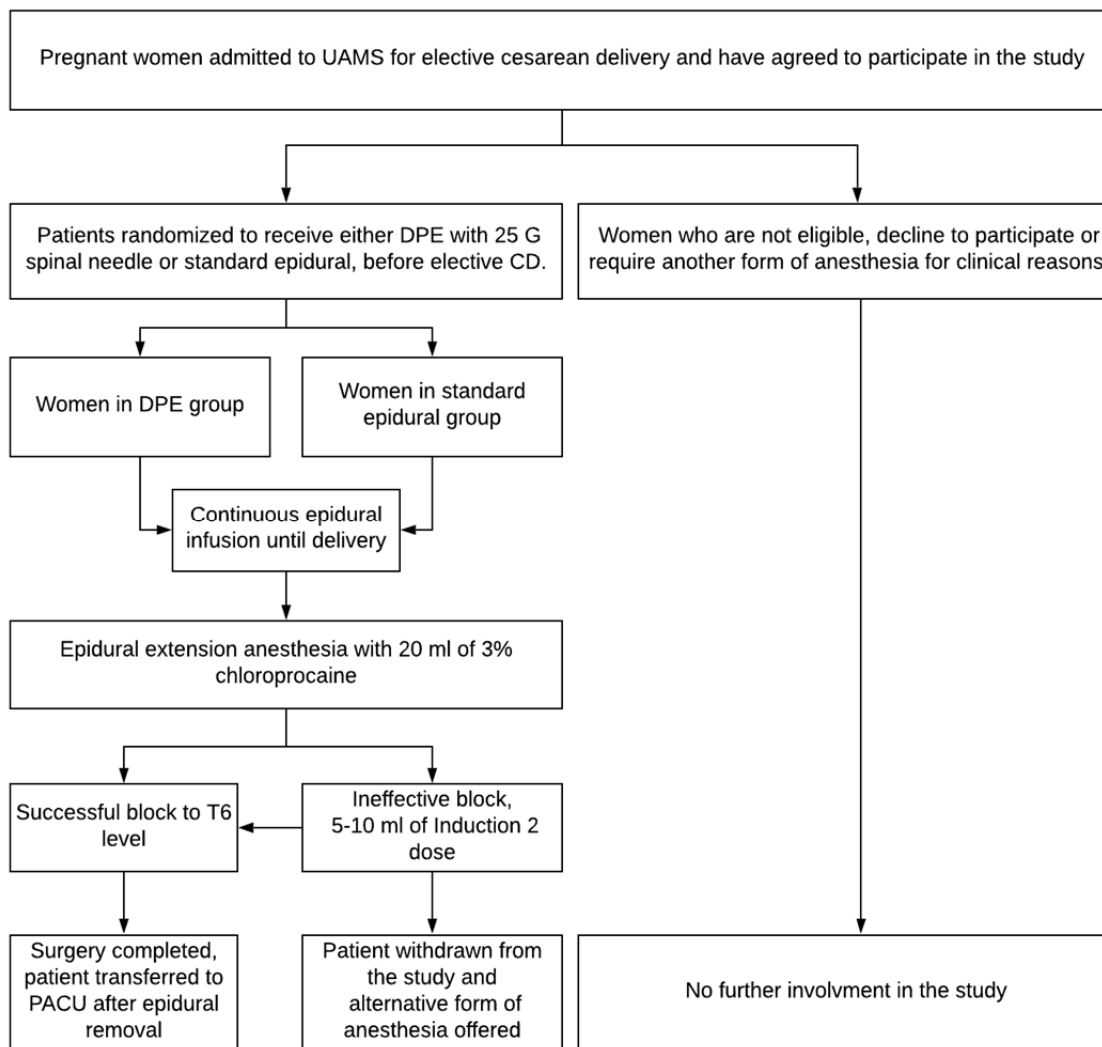 Pregnant women admitted to UAMS for elective cesarean delivery and have agreed to participate in the study
Patients randomized to receive either DPE with 25 G
spinal needle or standard epidural, before elective CD.
Women who are not eligible, decline to participate or
require another form of anesthesia for clinical reasons
Women in DPE group
Women in standard
epidural group
Continuous epidural
infusion until delivery
Epidural extension anesthesia with 20 ml of 3%
chloroprocaine
Successful block to T6
level
Ineffective block,
5-10 ml of Induction 2
dose
Surgery completed,
patient transferred to
PACU after epidural
removal
Patient withdrawn from
the study and
alternative form of
anesthesia offered
No further involvment in the study